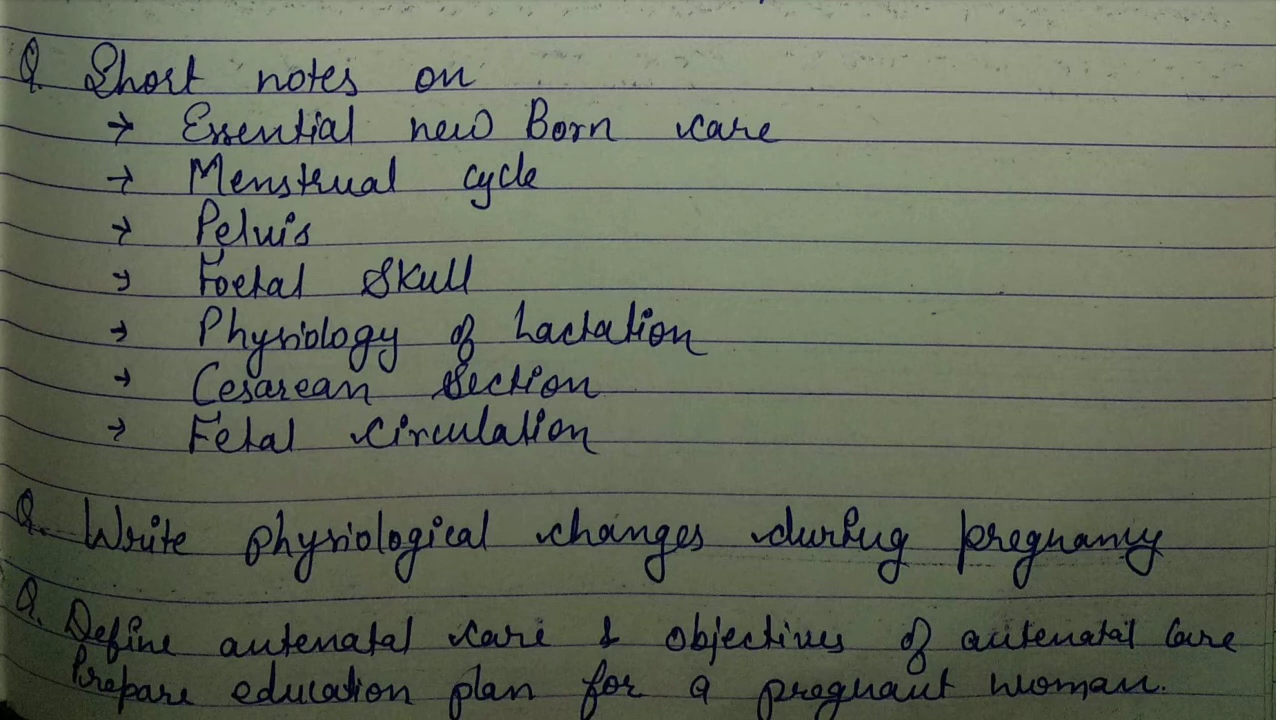 Q. Short notes on
→ Essential new Born care
→ Menstrual cycle
→ Pelvis
→ Foetal Skull
→ Physiology of Lactation
→ Cesarean Section
→ Fetal circulation
Q. Write physiological changes during pregnancy
Q. Define antenatal care & objectives of antenatal care
Prepare education plan for a pregnant woman.